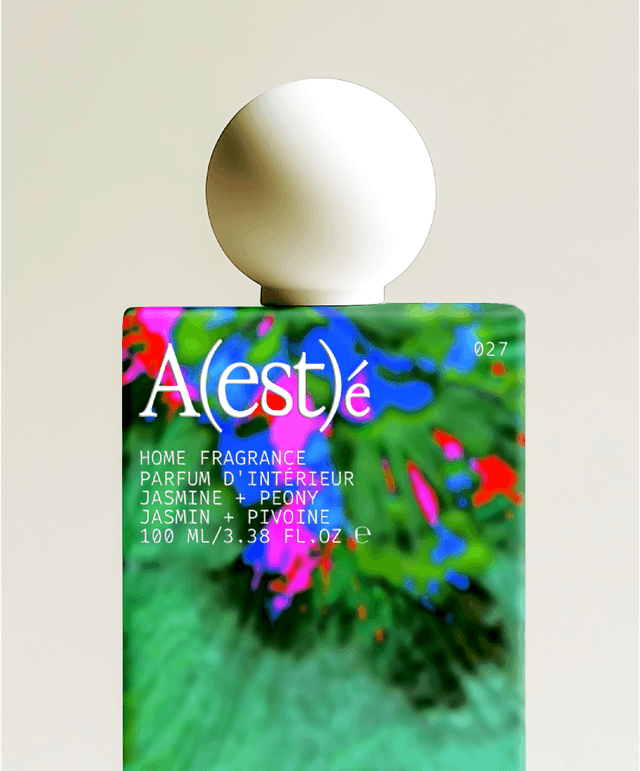 A(est)é
027
HOME FRAGRANCE
PARFUM D'INTÉRIEUR
JASMINE + PEONY
JASMIN + PIVOINE
100 ML/3.38 FL.OZ ℮